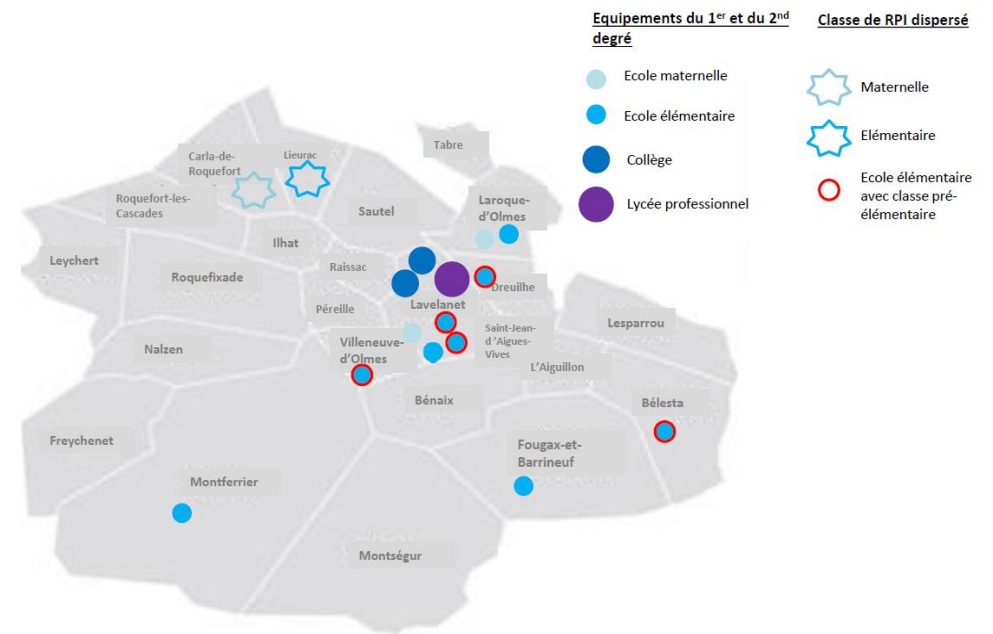 Equipements du 1er et du 2nd
degré
Ecole maternelle
Ecole élémentaire
Collège
Lycée professionnel
Classe de RPI dispersé
Maternelle
Elémentaire
Ecole élémentaire
avec classe pré-
élémentaire
Tabre
Carla-de-
Roquefort
Lieurac
Roquefort-les-
Cascades
Sautel
Laroque-
d'Olmes
Ilhat
Leychert
Roquefixade
Raissac
Dreuilhe
Péreille
Lavelanet
Lesparrou
Nalzen
Villeneuve-
d'Olmes
Saint-Jean-
d'Aigues-
Vives
L'Aiguillon
Bénaix
Bélesta
Freychenet
Fougax-et-
Barrineuf
Montferrier
Montségur